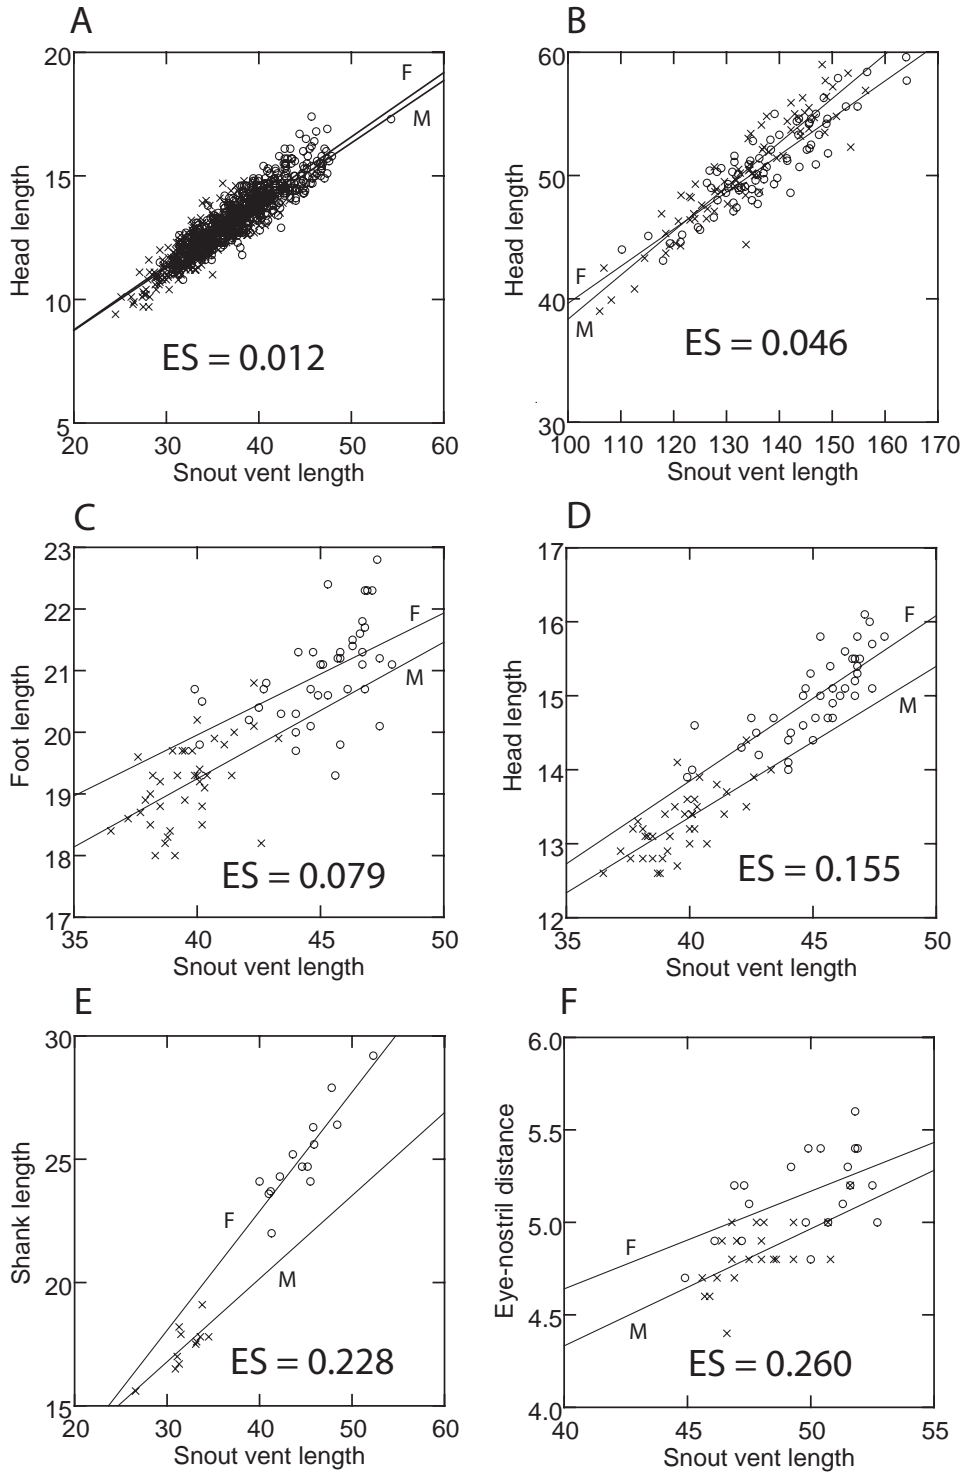 A
20
15
10
5
20 30 40 50 60
Head length
Snout vent length
F
M
ES = 0.012
B
60
50
40
30
100 110 120 130 140 150 160 170
Head length
Snout vent length
F
M
ES = 0.046
C
23
22
21
20
19
18
17
35 40 45 50
Foot length
Snout vent length
F
M
ES = 0.079
D
17
16
15
14
13
12
35 40 45 50
Head length
Snout vent length
F
M
ES = 0.155
E
30
25
20
15
20 30 40 50 60
Shank length
Snout vent length
F
M
ES = 0.228
F
6.0
5.5
5.0
4.5
4.0
40 45 50 55
Eye-nostril distance
Snout vent length
F
M
ES = 0.260